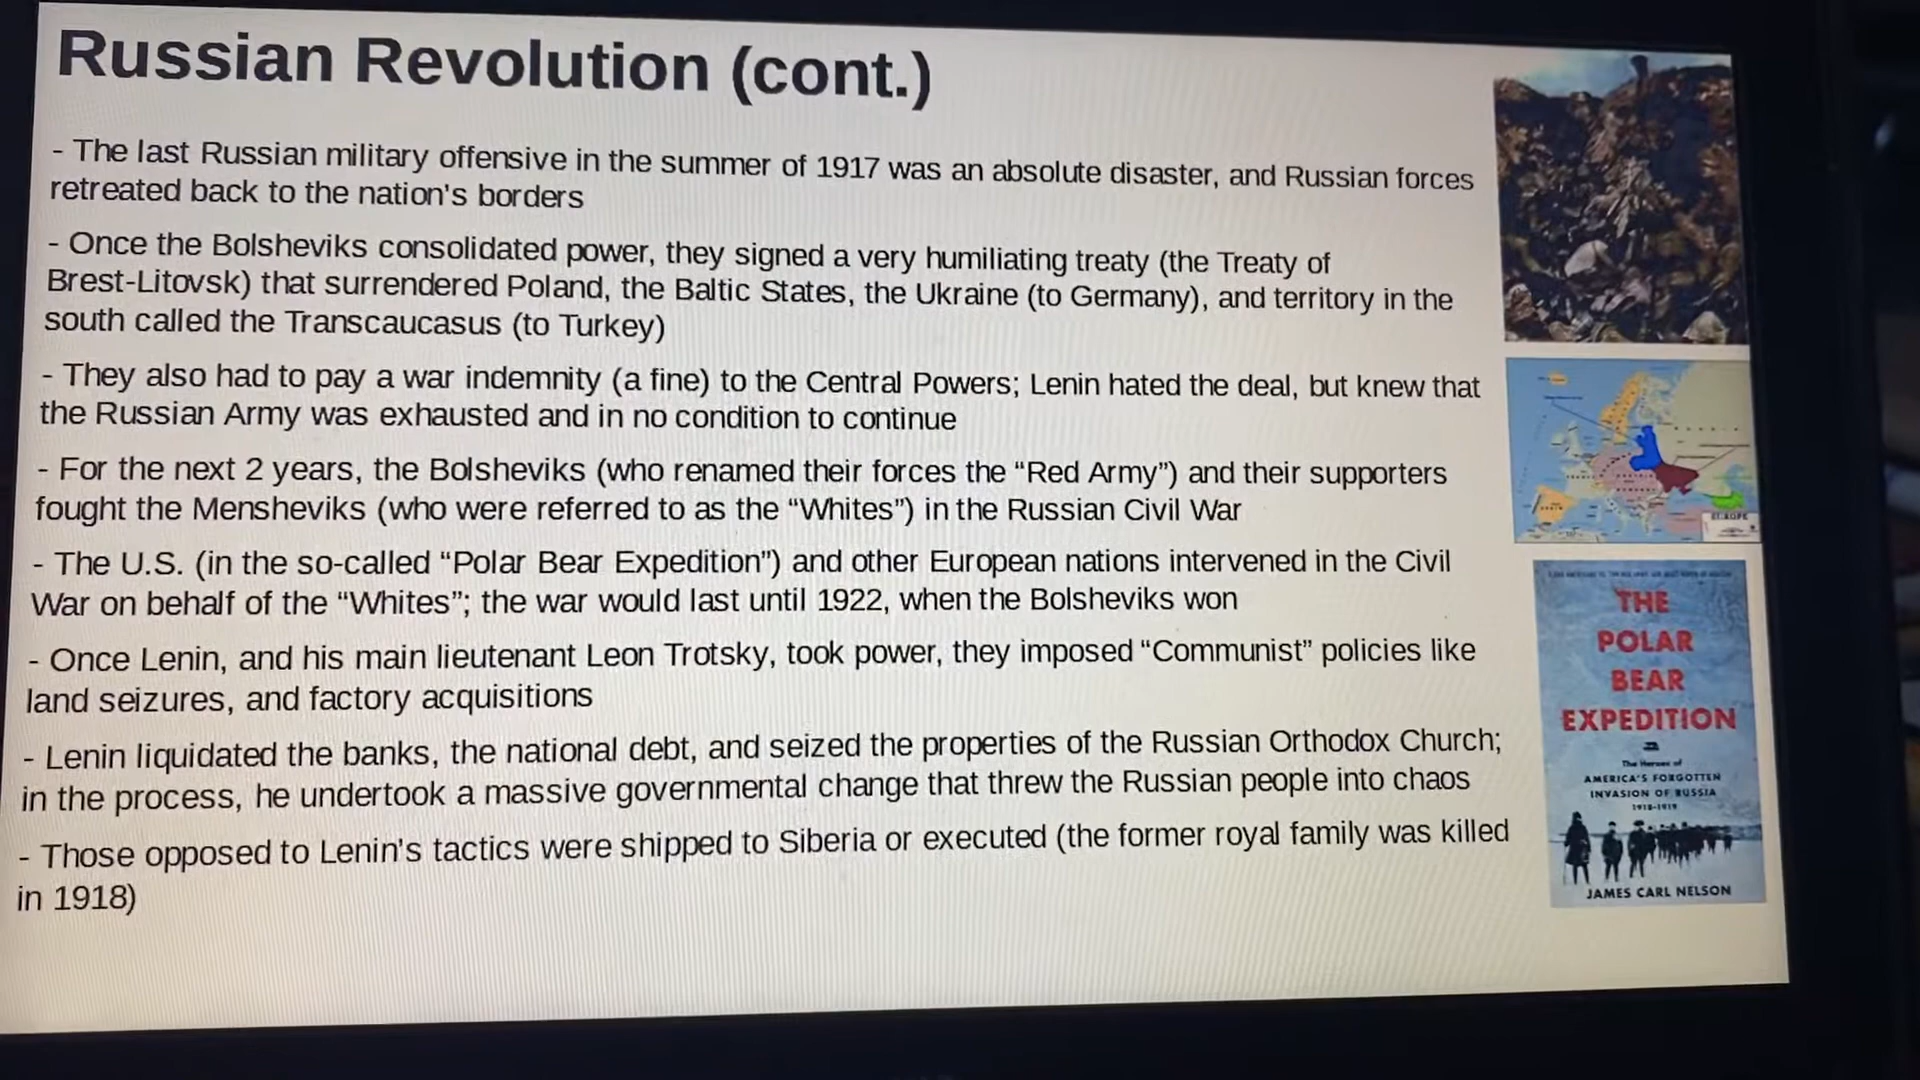 Russian Revolution (cont.)
- The last Russian military offensive in the summer of 1917 was an absolute disaster, and Russian forces
retreated back to the nation's borders
- Once the Bolsheviks consolidated power, they signed a very humiliating treaty (the Treaty of
Brest-Litovsk) that surrendered Poland, the Baltic States, the Ukraine (to Germany), and territory in the
south called the Transcaucasus (to Turkey)
- They also had to pay a war indemnity (a fine) to the Central Powers; Lenin hated the deal, but knew that
the Russian Army was exhausted and in no condition to continue
- For the next 2 years, the Bolsheviks (who renamed their forces the “Red Army”) and their supporters
fought the Mensheviks (who were referred to as the “Whites”) in the Russian Civil War
- The U.S. (in the so-called “Polar Bear Expedition”) and other European nations intervened in the Civil
War on behalf of the “Whites”; the war would last until 1922, when the Bolsheviks won
- Once Lenin, and his main lieutenant Leon Trotsky, took power, they imposed “Communist” policies like
land seizures, and factory acquisitions
- Lenin liquidated the banks, the national debt, and seized the properties of the Russian Orthodox Church;
in the process, he undertook a massive governmental change that threw the Russian people into chaos
- Those opposed to Lenin's tactics were shipped to Siberia or executed (the former royal family was killed
in 1918)
EUROPE
THE
POLAR
BEAR
EXPEDITION
The Heroes of
AMERICA'S FORGOTTEN
INVASION OF RUSSIA
1918-1919
JAMES CARL NELSON